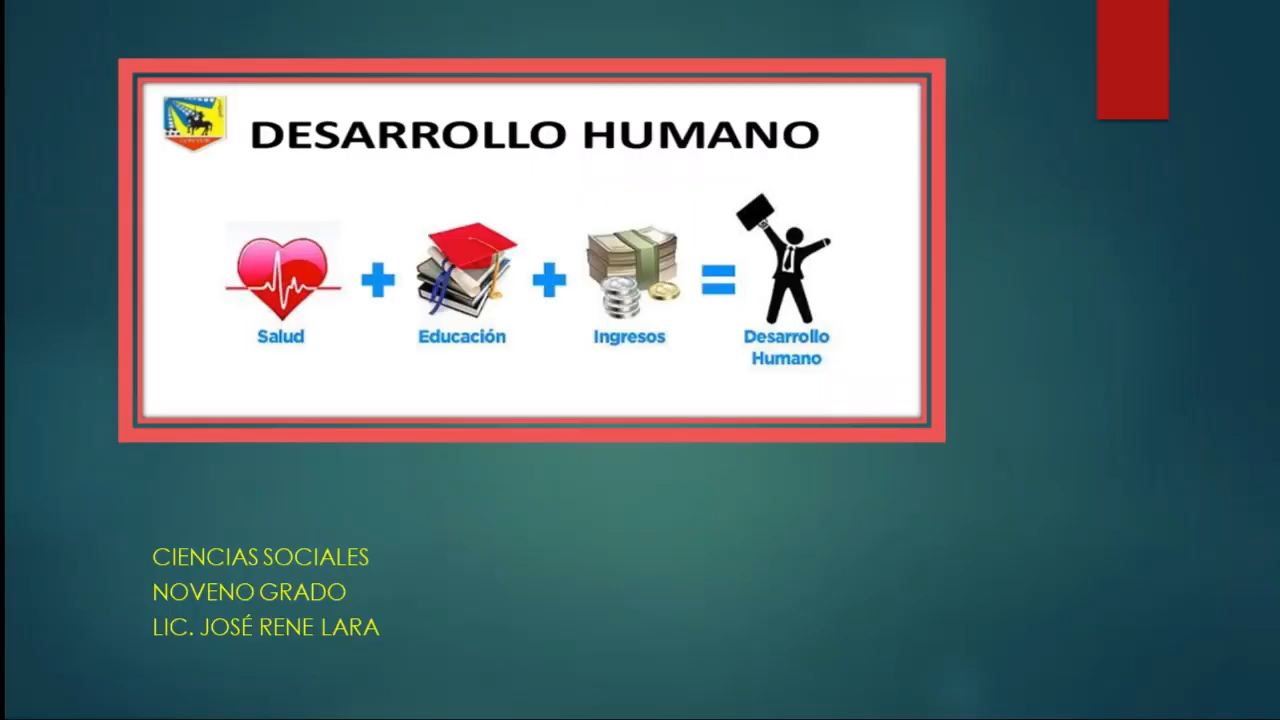 DESARROLLO HUMANO
Salud
Educación
Ingresos
Desarrollo
Humano
CIENCIAS SOCIALES
NOVENO GRADO
LIC. JOSÉ RENE LARA